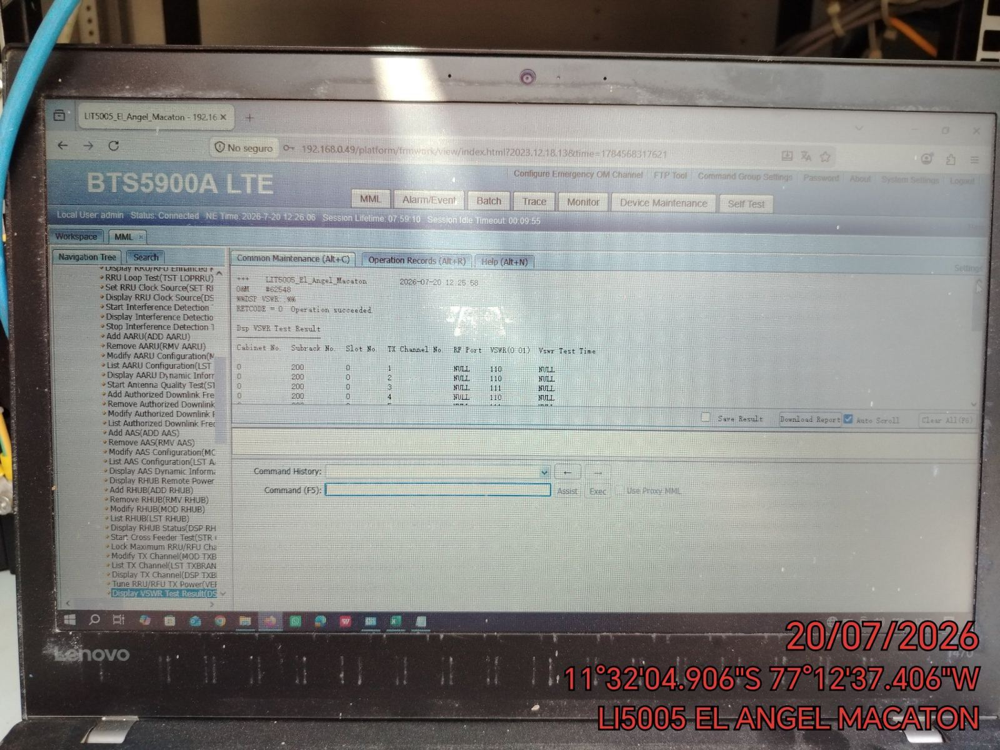 LIT5005_El_Angel_Macaton - 192.16 ×
No seguro
192.168.0.49/platform/frmwork/view/index.html?2023.12.18.13&time=1784568317621
BTS5900A LTE
Configure Emergency OM Channel FTP Tool Command Group Settings Password About System Settings Logout
MML Alarm/Event Batch Trace Monitor Device Maintenance Self Test
Local User: admin Status: Connected NE Time: 2026-7-20 12:26:06 Session Lifetime: 07:59:10 Session Idle Timeout: 00:09:55
Workspace MML ×
Navigation Tree Search
Common Maintenance (Alt+C) Operation Records (Alt+R) Help (Alt+N)
Settings
Display RRU/RFU Enhanced
RRU Loop Test(TST LOPRRU)
Set RRU Clock Source(SET RI
Display RRU Clock Source(DS
Start Interference Detection
Display Interference Detectio
Stop Interference Detection T
Add AARU(ADD AARU)
Remove AARU(RMV AARU)
Modify AARU Configuration(M
List AARU Configuration(LST
Display AARU Dynamic Inforr
Start Antenna Quality Test(ST
Add Authorized Downlink Fre
Remove Authorized Downlink
Modify Authorized Downlink F
List Authorized Downlink Frec
Add AAS(ADD AAS)
Remove AAS(RMV AAS)
Modify AAS Configuration(MC
List AAS Configuration(LST A
Display AAS Dynamic Informa
Display RHUB Remote Power
Add RHUB(ADD RHUB)
Remove RHUB(RMV RHUB)
Modify RHUB(MOD RHUB)
List RHUB(LST RHUB)
Display RHUB Status(DSP RH
Start Cross Feeder Test(STR
Lock Maximum RRU/RFU Cha
Modify TX Channel(MOD TXB
List TX Channel(LST TXBRAN
Display TX Channel(DSP TXB
Tune RRU/RFU TX Power(VEF
Display VSWR Test Result(DS
+++ LIT5005_El_Angel_Macaton 2026-07-20 12:25:58
O&M #62548
%%DSP VSWR:;%%
RETCODE = 0 Operation succeeded
Dsp VSWR Test Result
Cabinet No. Subrack No. Slot No. TX Channel No. RF Port VSWR(0.01) Vswr Test Time
0 200 0 1 NULL 110 NULL
0 200 0 2 NULL 110 NULL
0 200 0 3 NULL 111 NULL
0 200 0 4 NULL 110 NULL
Save Result Download Report Auto Scroll Clear All(F6)
Command History:
Command (F5): Assist Exec Use Proxy MML
Lenovo
20/07/2026
11°32'04.906"S 77°12'37.406"W
LI5005 EL ANGEL MACATON